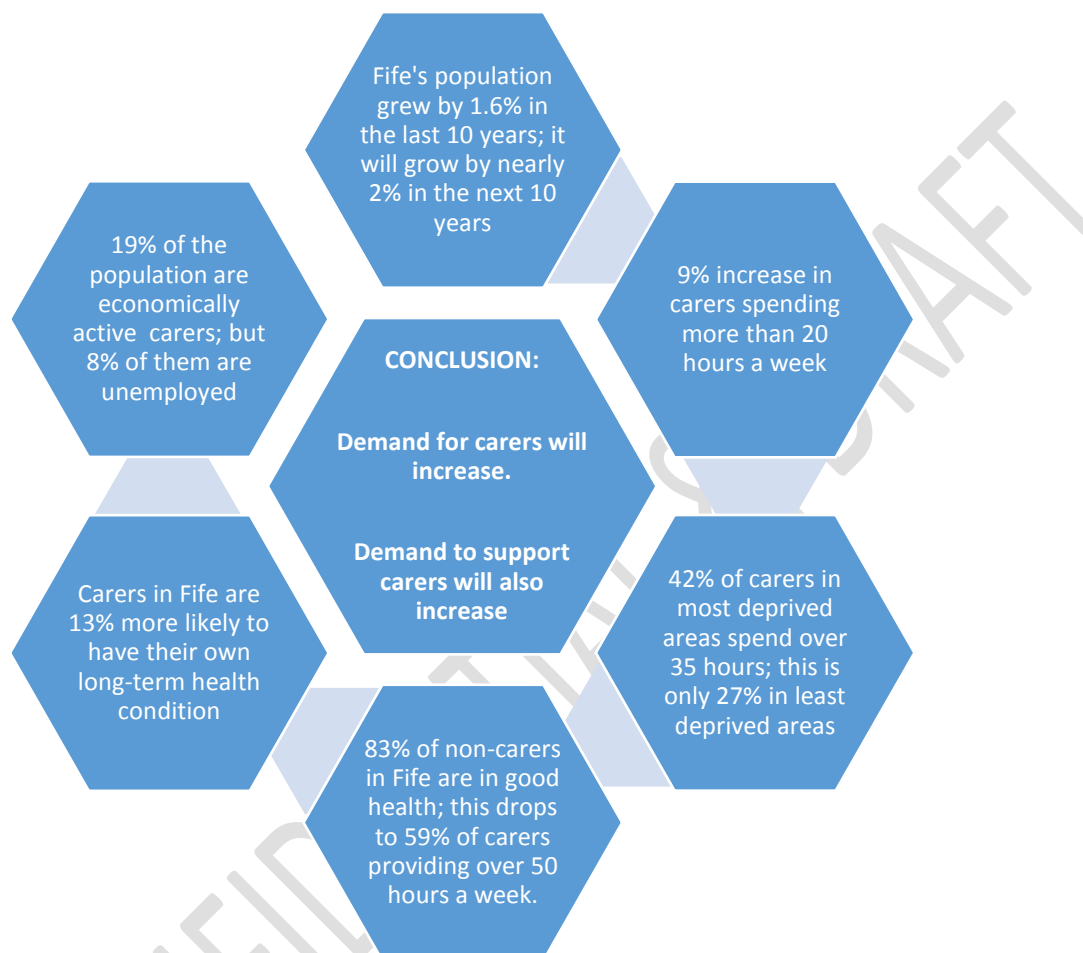 Fife's population
grew by 1.6% in
the last 10 years; it
will grow by nearly
2% in the next 10
years
9% increase in
carers spending
more than 20
hours a week
42% of carers in
most deprived
areas spend over
35 hours; this is
only 27% in least
deprived areas
83% of non-carers
in Fife are in good
health; this drops
to 59% of carers
providing over 50
hours a week.
Carers in Fife are
13% more likely to
have their own
long-term health
condition
19% of the
population are
economically
active  carers; but
8% of them are
unemployed
CONCLUSION:
Demand for carers will
increase.
Demand to support
carers will also
increase
DRAFT